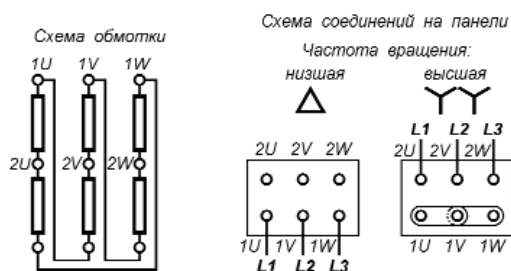 Схема обмотки
1U 1V 1W
2U 2V 2W
Схема соединений на панели
Частота вращения:
низшая высшая
L1 L2 L3
2U 2V 2W
2U 2V 2W
1U 1V 1W
L1 L2 L3
1U 1V 1W